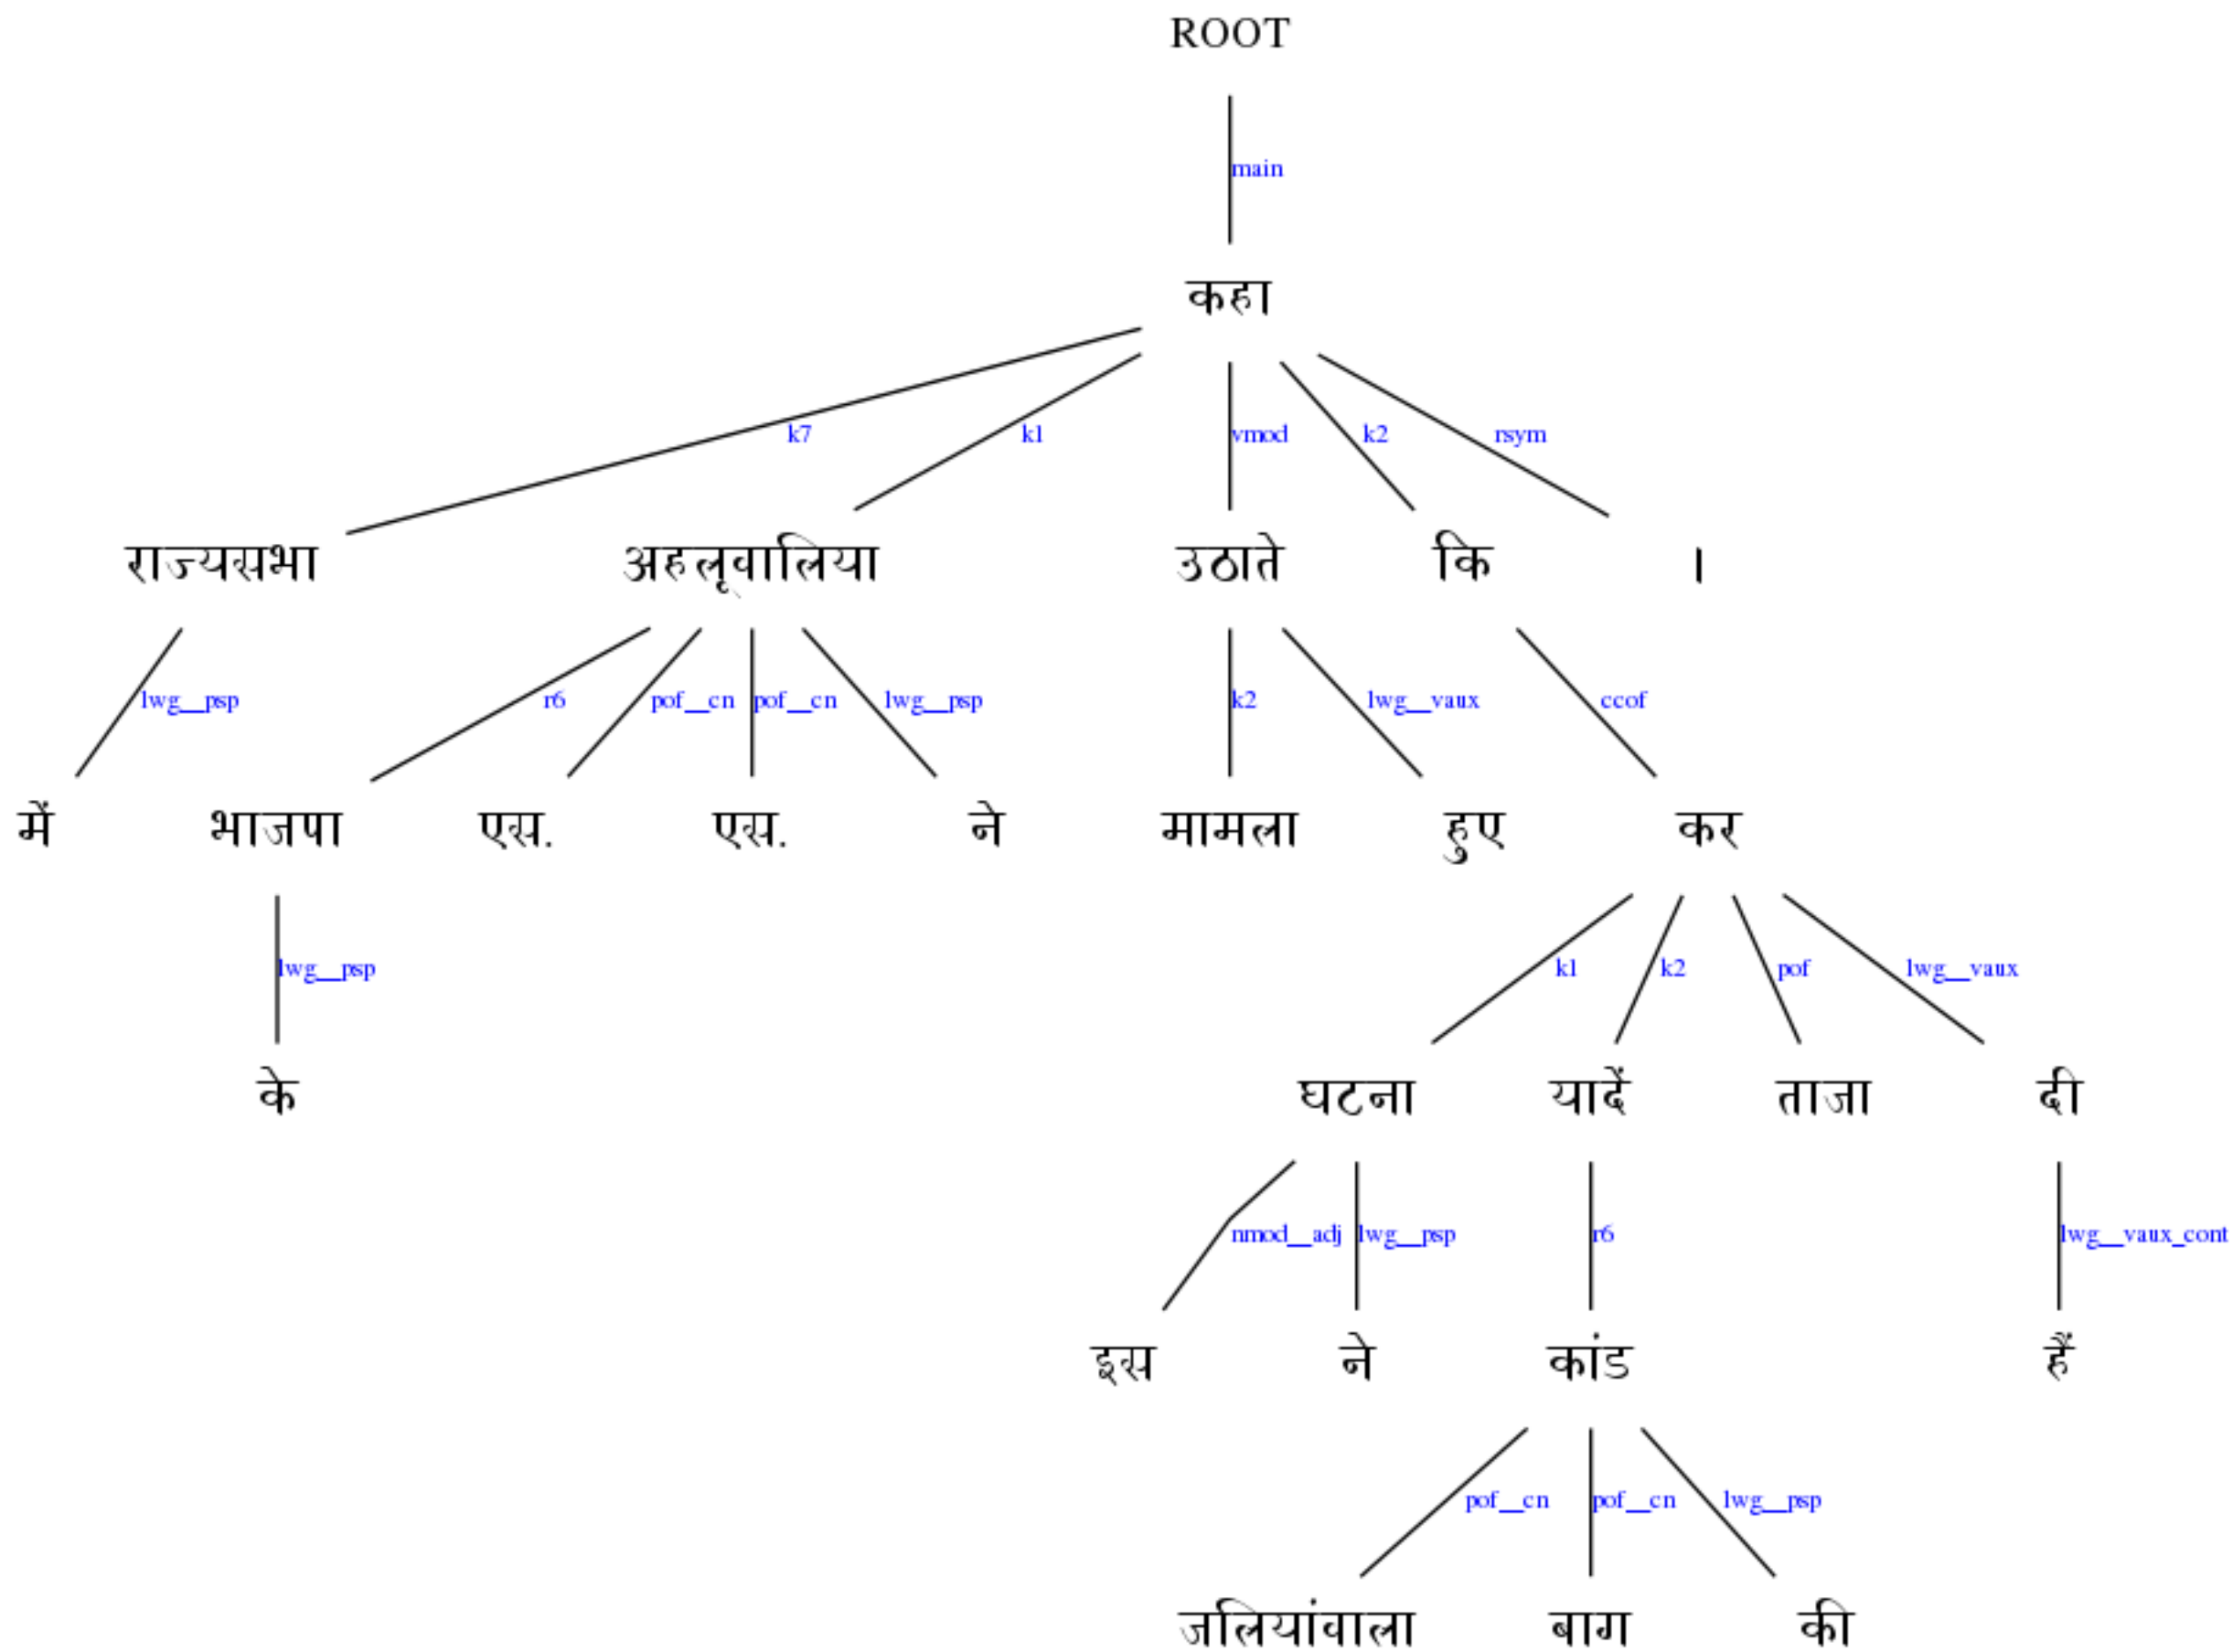 ROOT
main
कहा
k7 k1 vmod k2 rsym
राज्यसभा अहलूवालिया उठाते कि ।
lwg__psp r6 pof__cn pof__cn lwg__psp k2 lwg__vaux ccof
में भाजपा एस. एस. ने मामला हुए कर
lwg__psp k1 k2 pof lwg__vaux
के घटना यादें ताजा दी
nmod__adj lwg__psp r6 lwg__vaux_cont
इस ने कांड हैं
pof__cn pof__cn lwg__psp
जलियांवाला बाग की